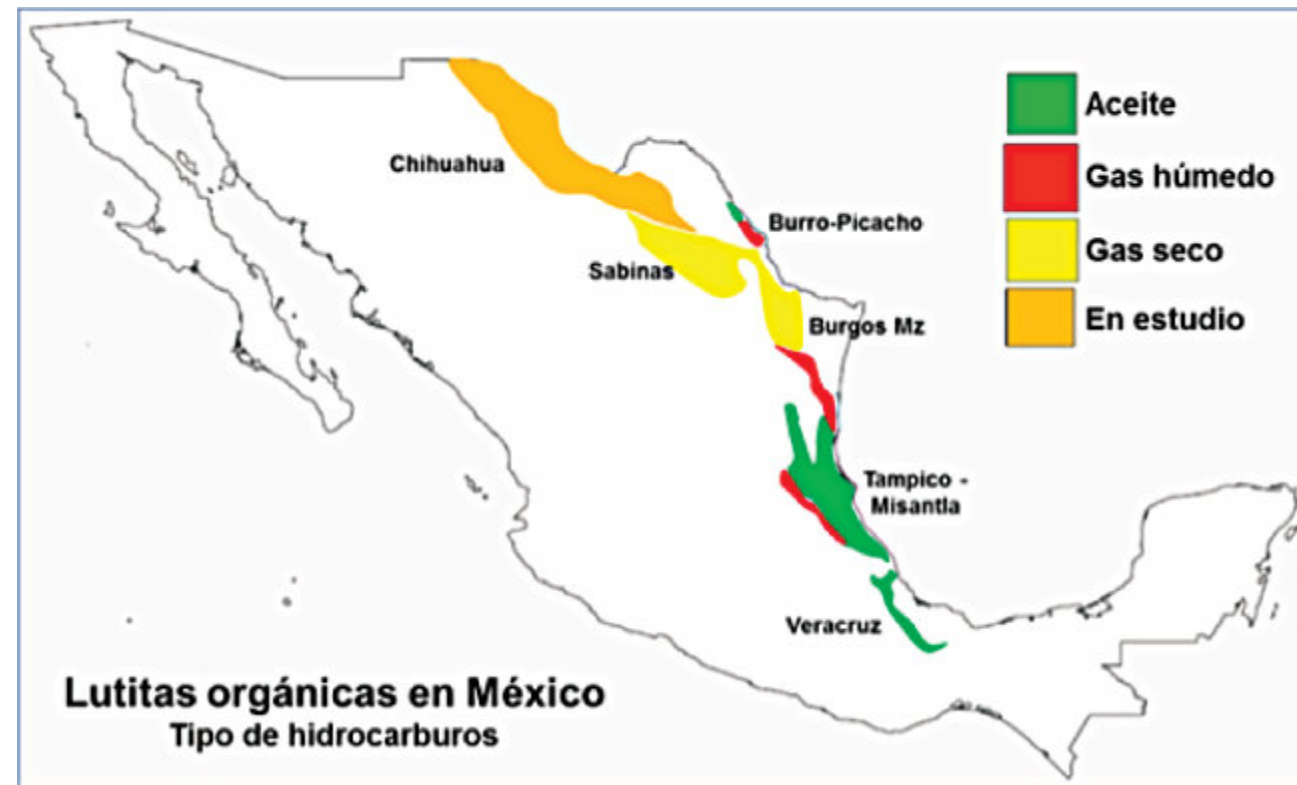 Aceite
Gas húmedo
Gas seco
En estudio
Chihuahua
Burro-Picacho
Sabinas
Burgos Mz
Tampico -
Misantla
Veracruz
Lutitas orgánicas en México
Tipo de hidrocarburos